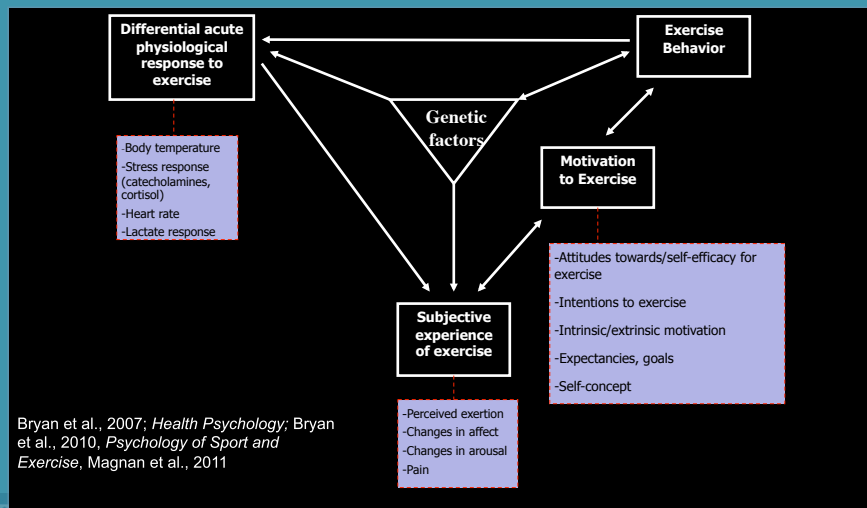 Differential acute
physiological
response to
exercise
Exercise
Behavior
Genetic
factors
-Body temperature
-Stress response
(catecholamines,
cortisol)
-Heart rate
-Lactate response
Motivation
to Exercise
-Attitudes towards/self-efficacy for
exercise
-Intentions to exercise
-Intrinsic/extrinsic motivation
-Expectancies, goals
-Self-concept
Subjective
experience
of exercise
-Perceived exertion
-Changes in affect
-Changes in arousal
-Pain
Bryan et al., 2007; Health Psychology; Bryan
et al., 2010, Psychology of Sport and
Exercise, Magnan et al., 2011